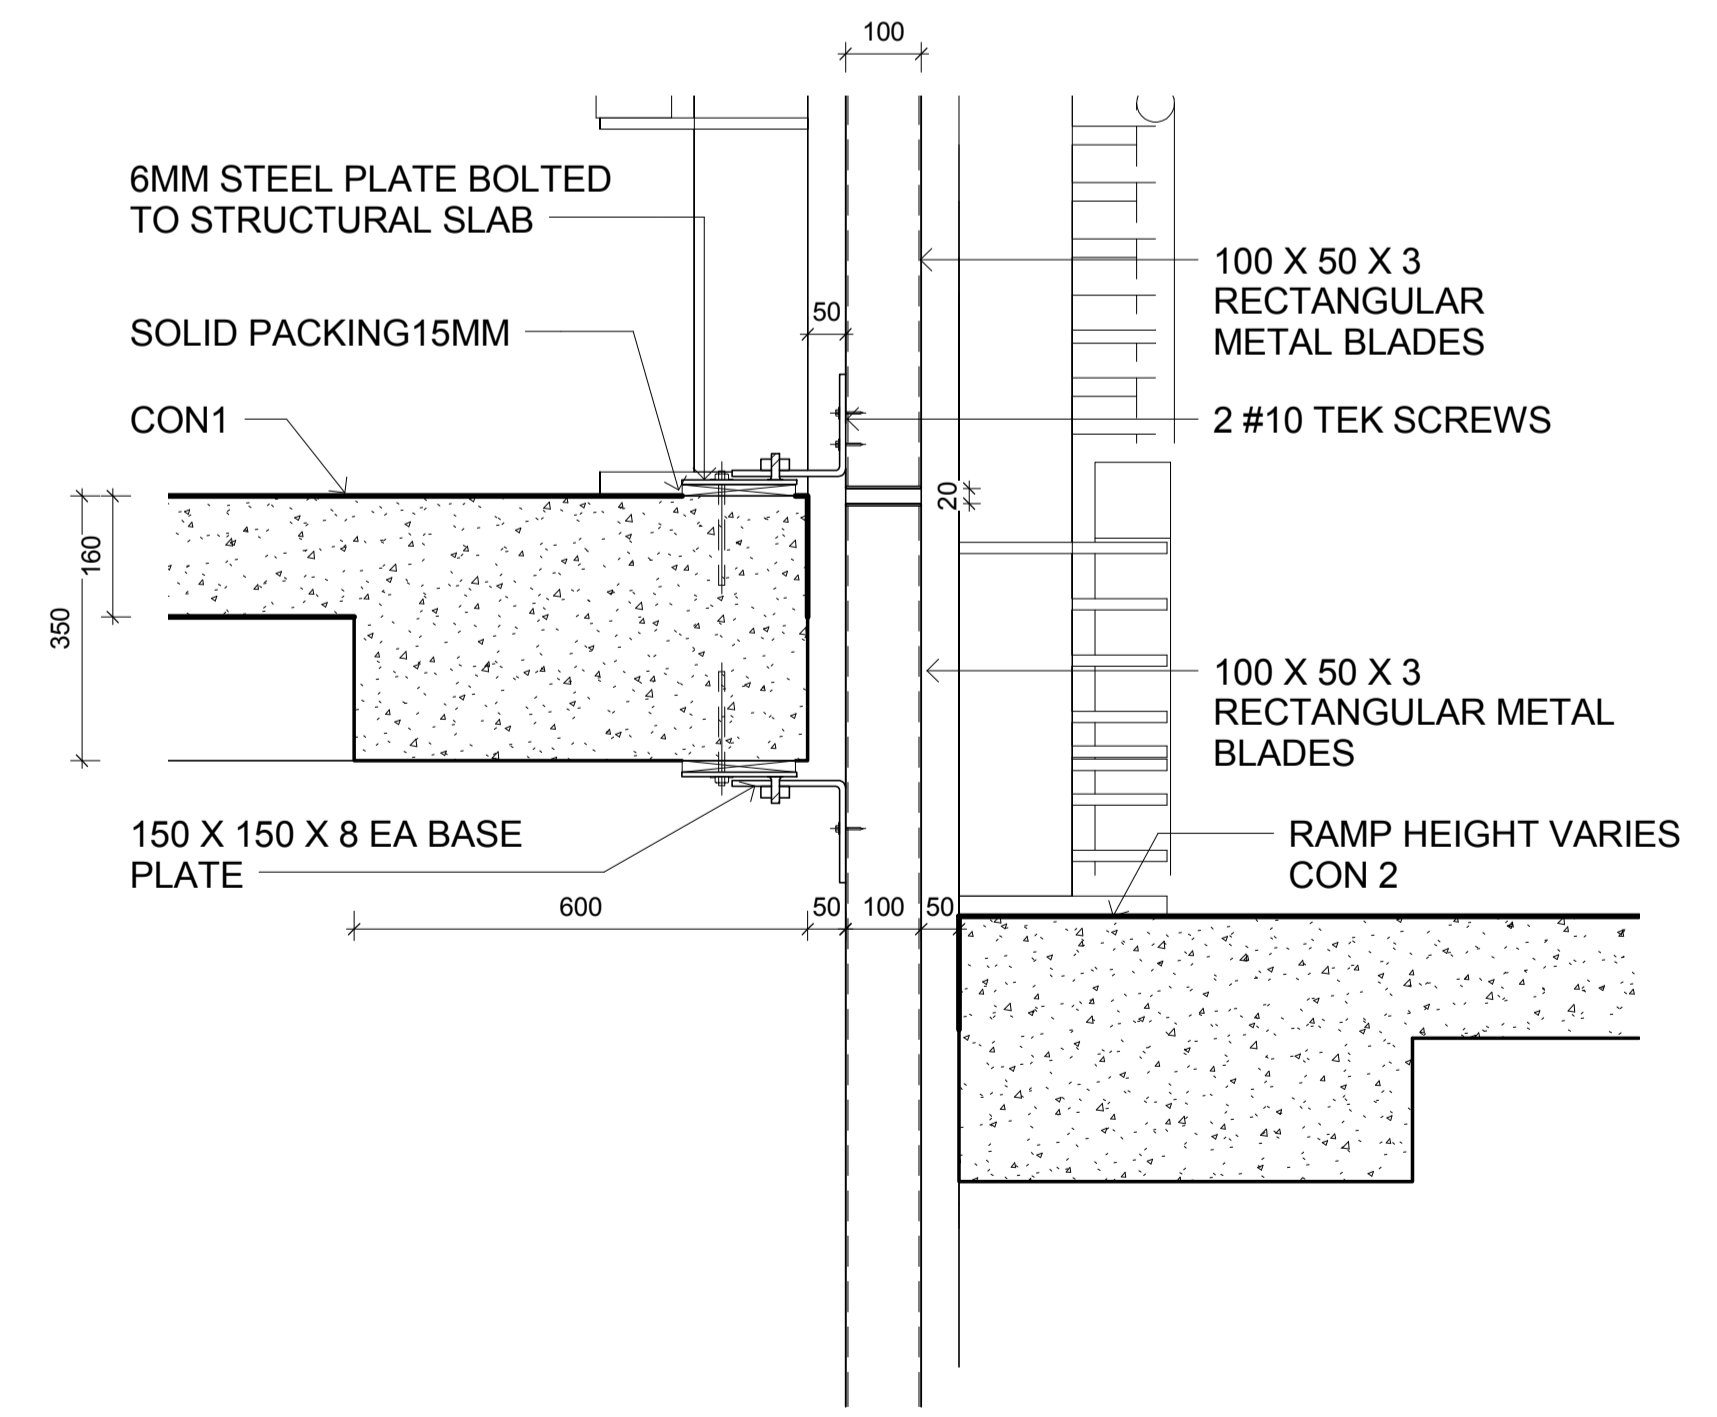 100
6MM STEEL PLATE BOLTED
TO STRUCTURAL SLAB
100 X 50 X 3
RECTANGULAR
METAL BLADES
50
SOLID PACKING15MM
CON1
2 #10 TEK SCREWS
20
160
350
100 X 50 X 3
RECTANGULAR METAL
BLADES
150 X 150 X 8 EA BASE
PLATE
RAMP HEIGHT VARIES
CON 2
600
50
100
50